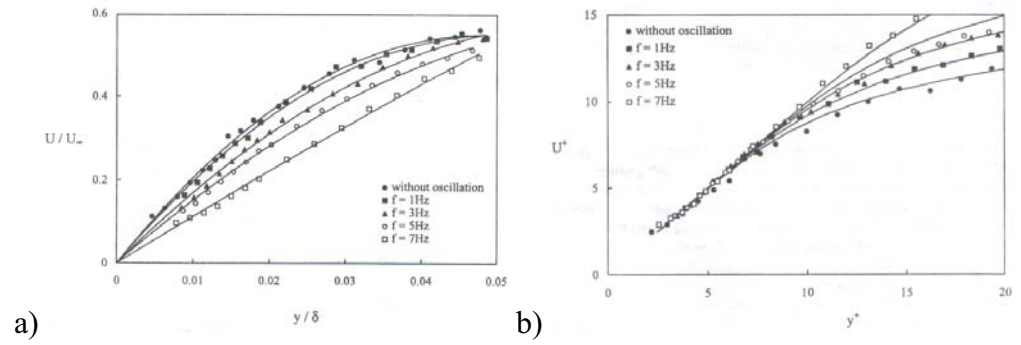 0.6
0.4
U / U∞
0.2
0
0
0.01
0.02
0.03
0.04
0.05
y / δ
without oscillation
f = 1Hz
f = 3Hz
f = 5Hz
f = 7Hz
a)
15
10
U⁺
5
0
0
5
10
15
20
y⁺
without oscillation
f = 1Hz
f = 3Hz
f = 5Hz
f = 7Hz
b)